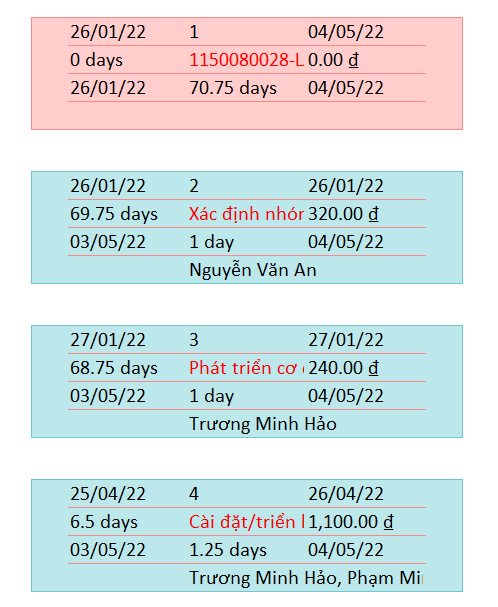 26/01/22 1 04/05/22
0 days 1150080028-L 0.00 ₫
26/01/22 70.75 days 04/05/22
26/01/22 2 26/01/22
69.75 days Xác định 320.00 ₫
03/05/22 1 day 04/05/22
Nguyễn Văn An
27/01/22 3 27/01/22
68.75 days Phát triển cơ 240.00 ₫
03/05/22 1 day 04/05/22
Trương Minh Hảo
25/04/22 4 26/04/22
6.5 days Cài đặt/triển 1,100.00 ₫
03/05/22 1.25 days 04/05/22
Trương Minh Hảo, Phạm